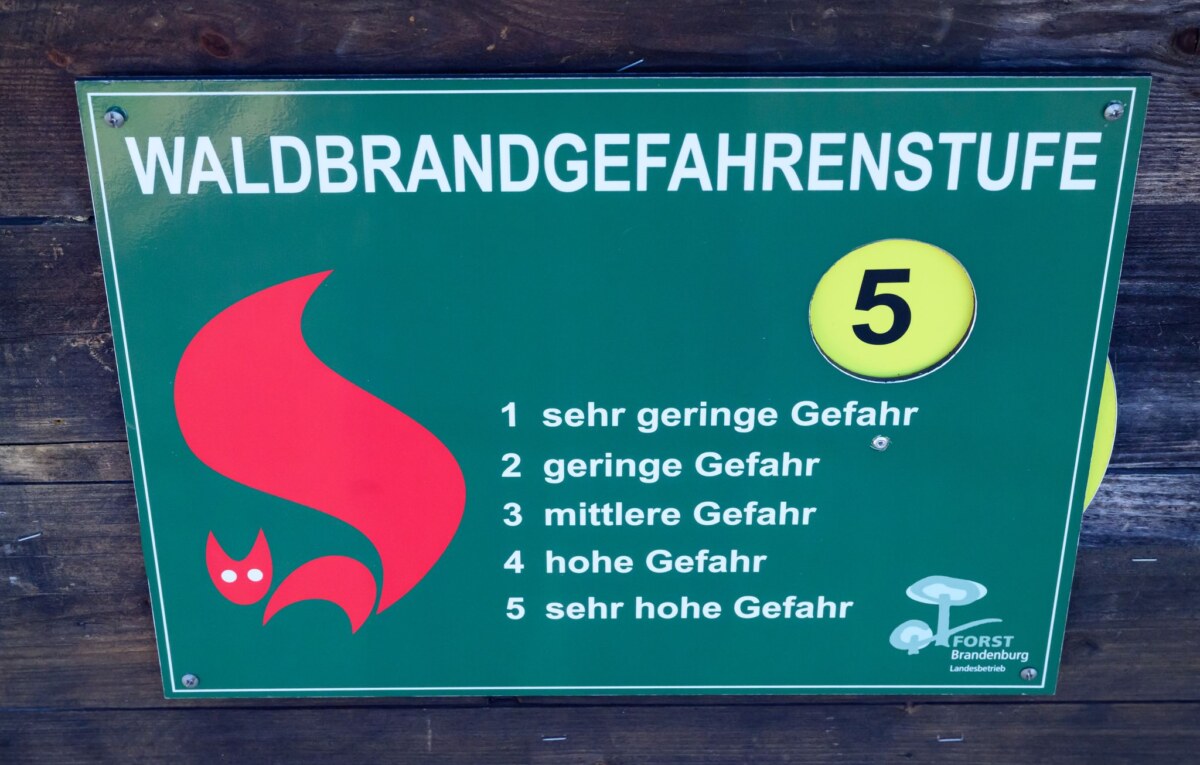 WALDBRANDGEFAHRENSTUFE
5
1 sehr geringe Gefahr
2 geringe Gefahr
3 mittlere Gefahr
4 hohe Gefahr
5 sehr hohe Gefahr
FORST
Brandenburg
Landesbetrieb